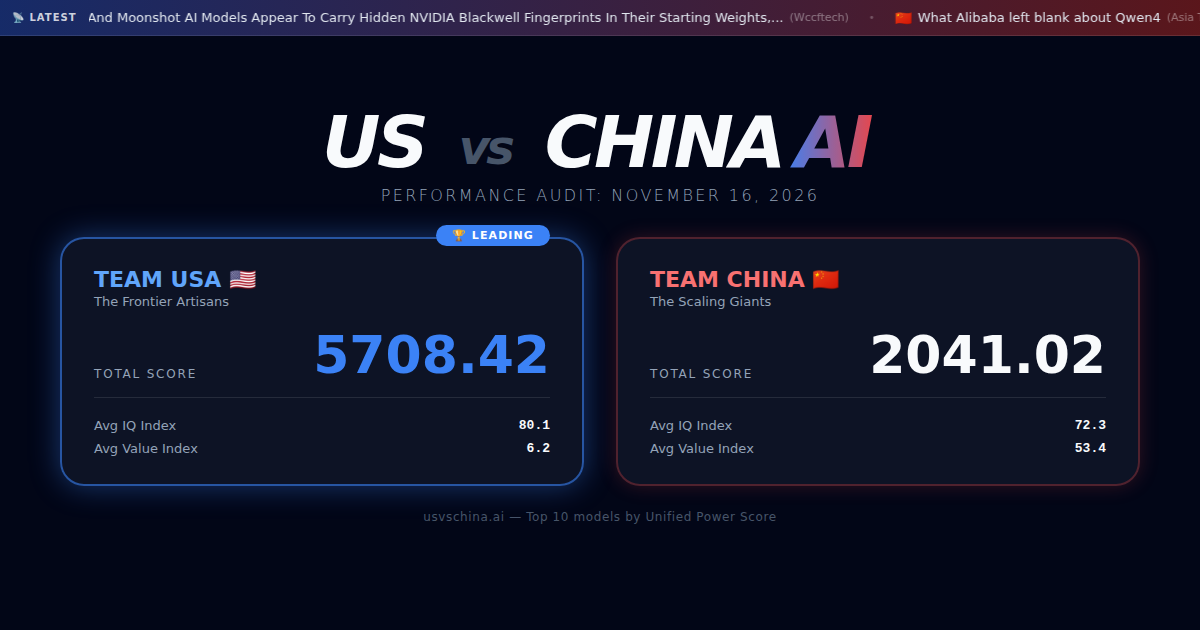 📡 LATEST And Moonshot AI Models Appear To Carry Hidden NVIDIA Blackwell Fingerprints In Their Starting Weights,... (Wccftech) • 🇨🇳 What Alibaba left blank about Qwen4 (Asia
US vs CHINA AI
PERFORMANCE AUDIT: NOVEMBER 16, 2026
🏆 LEADING
TEAM USA 🇺🇸
The Frontier Artisans
TOTAL SCORE 5708.42
Avg IQ Index 80.1
Avg Value Index 6.2
TEAM CHINA 🇨🇳
The Scaling Giants
TOTAL SCORE 2041.02
Avg IQ Index 72.3
Avg Value Index 53.4
usvschina.ai — Top 10 models by Unified Power Score